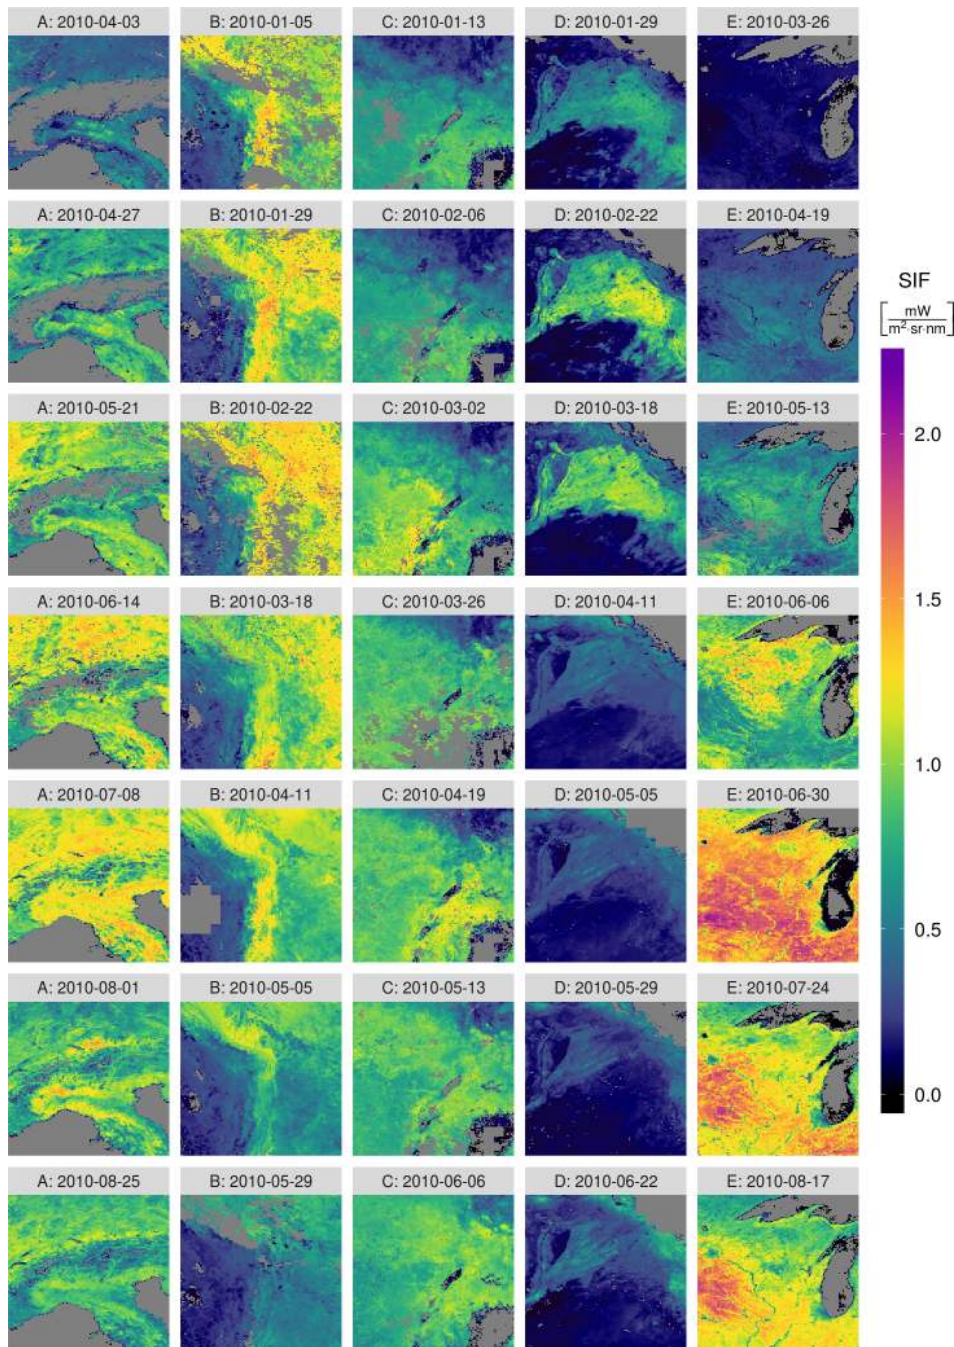 A: 2010-04-03 B: 2010-01-05 C: 2010-01-13 D: 2010-01-29 E: 2010-03-26
A: 2010-04-27 B: 2010-01-29 C: 2010-02-06 D: 2010-02-22 E: 2010-04-19
SIF
[mW / m²·sr·nm]
A: 2010-05-21 B: 2010-02-22 C: 2010-03-02 D: 2010-03-18 E: 2010-05-13
2.0
A: 2010-06-14 B: 2010-03-18 C: 2010-03-26 D: 2010-04-11 E: 2010-06-06
1.5
1.0
A: 2010-07-08 B: 2010-04-11 C: 2010-04-19 D: 2010-05-05 E: 2010-06-30
0.5
A: 2010-08-01 B: 2010-05-05 C: 2010-05-13 D: 2010-05-29 E: 2010-07-24
0.0
A: 2010-08-25 B: 2010-05-29 C: 2010-06-06 D: 2010-06-22 E: 2010-08-17